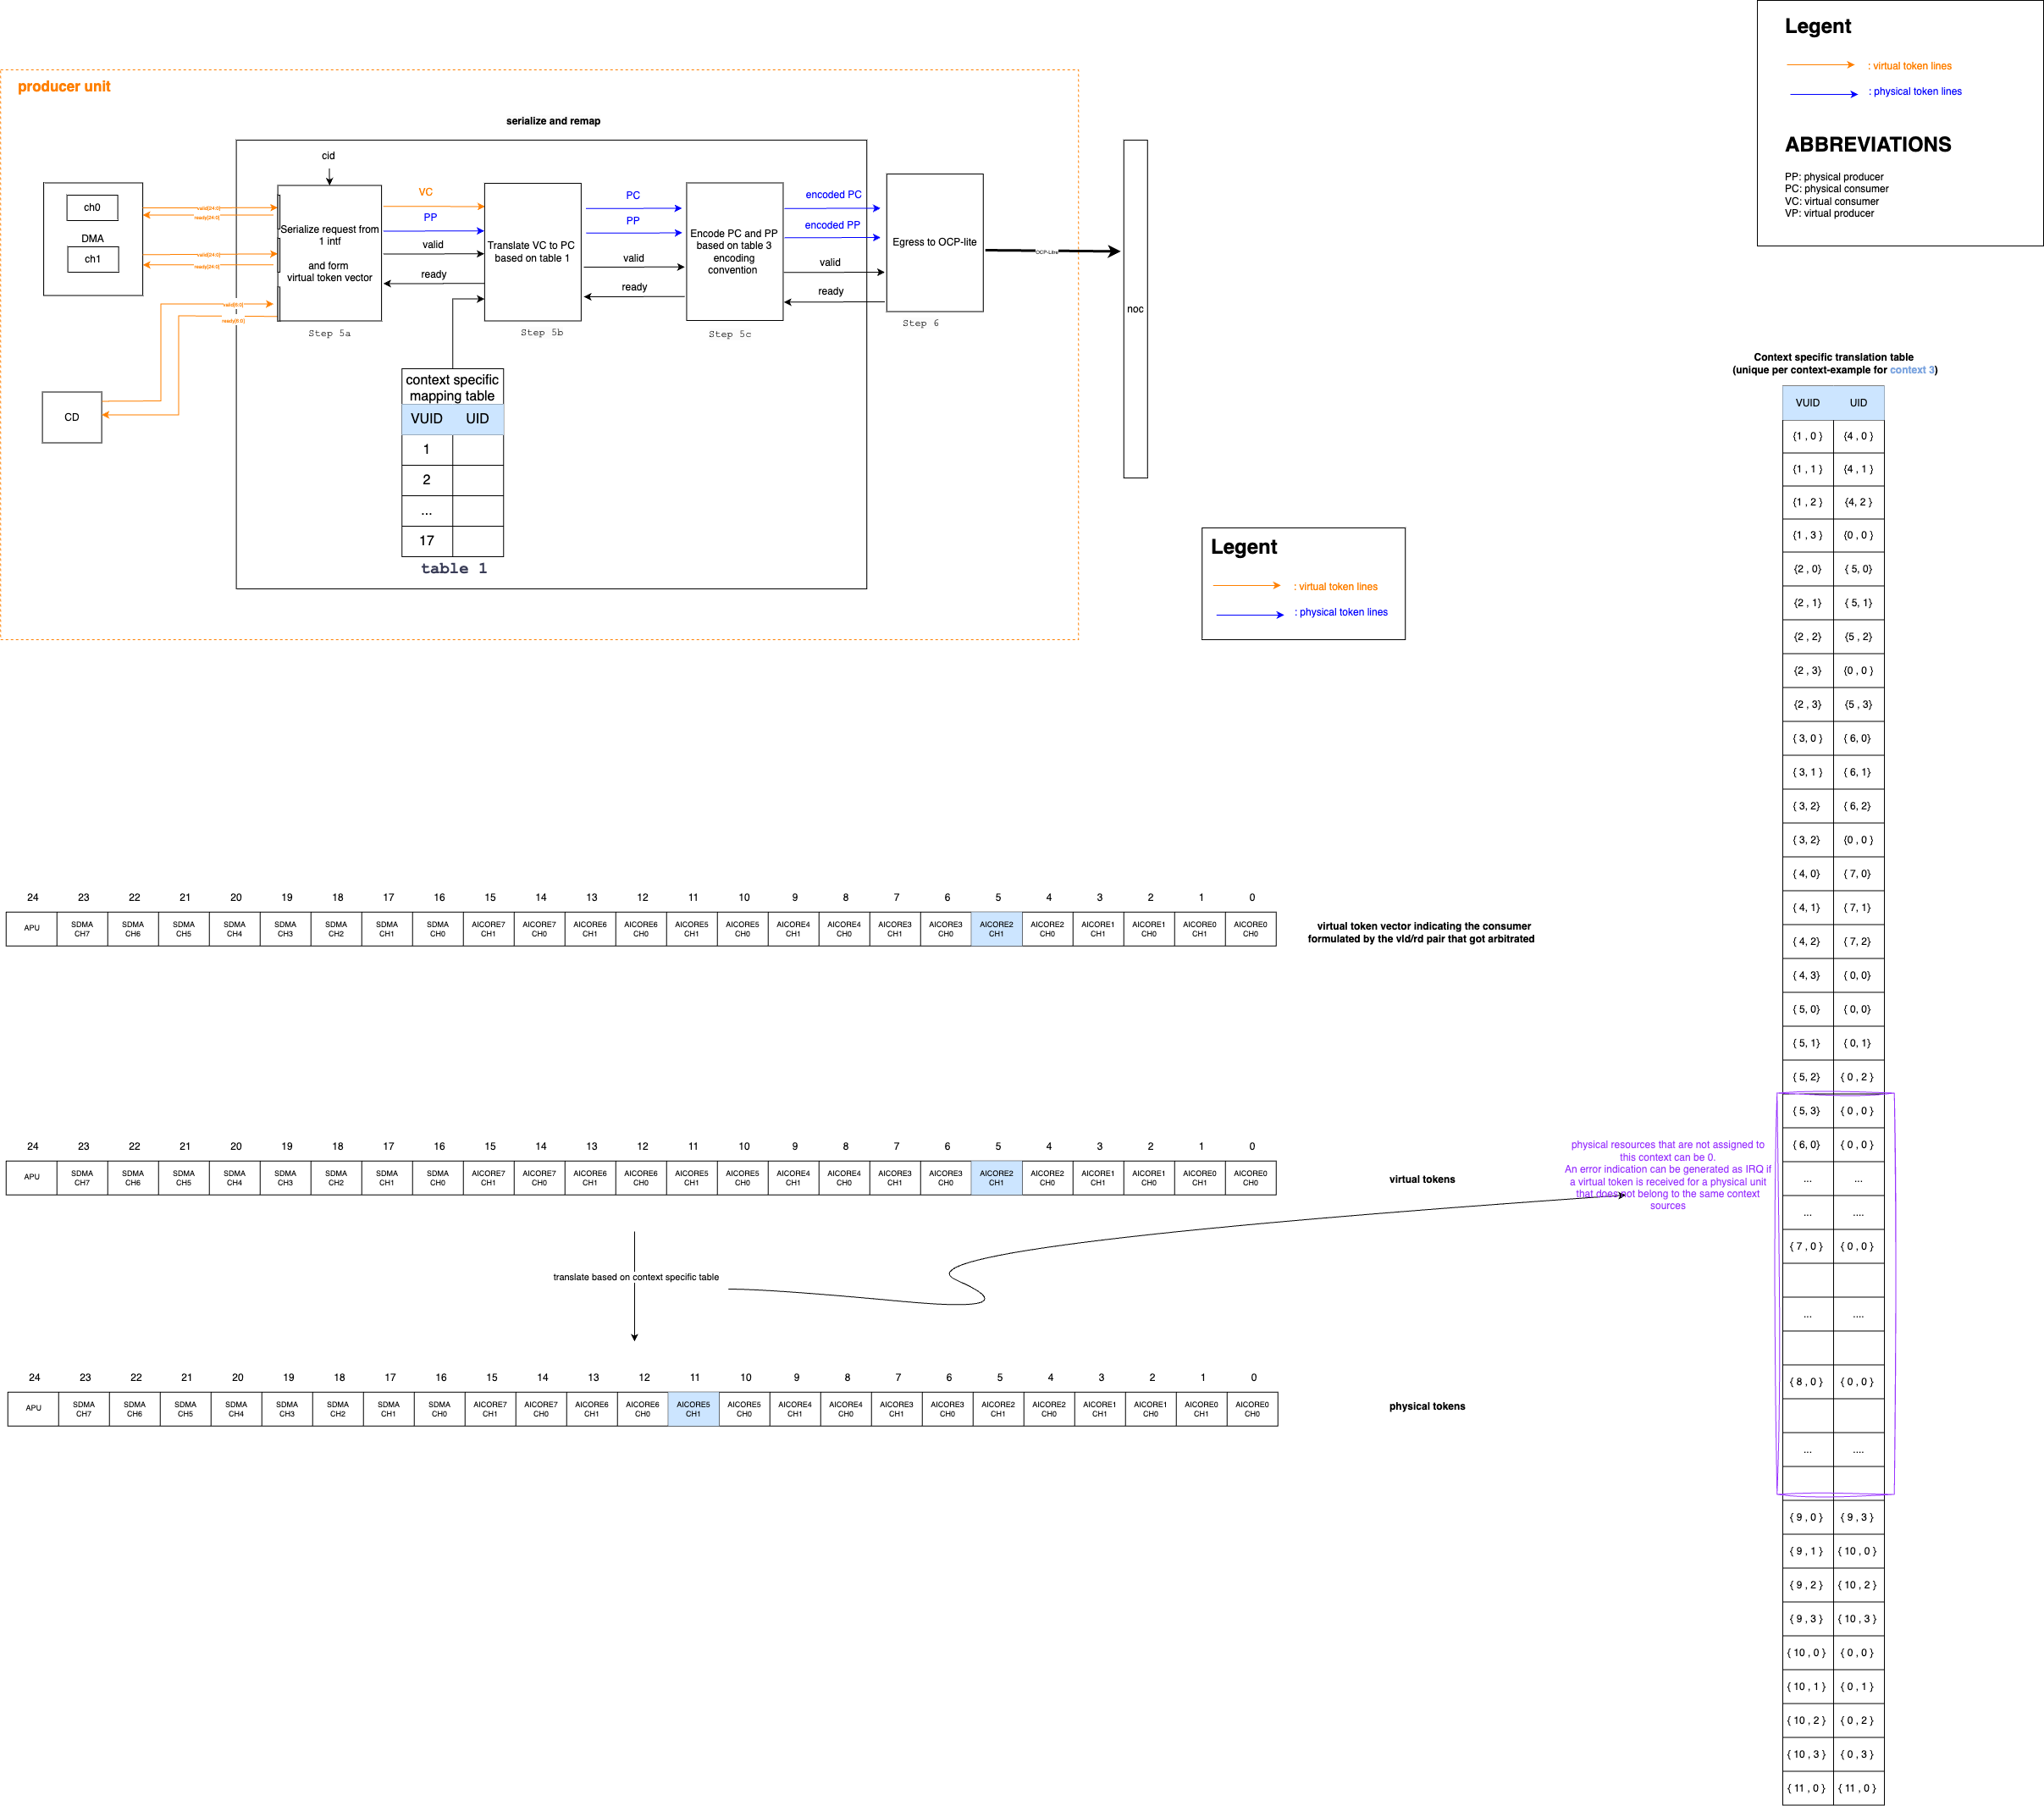 Legent
: virtual token lines
: physical token lines
ABBREVIATIONS
PP: physical producer
PC: physical consumer
VC: virtual consumer
VP: virtual producer
producer unit
serialize and remap
cid
ch0
DMA
ch1
CD
valid[24:0]
ready[24:0]
valid[24:0]
ready[24:0]
Serialize request from
1 intf
and form
virtual token vector
Step 5a
VC
PP
valid
ready
Translate VC to PC
based on table 1
Step 5b
PC
PP
valid
ready
Encode PC and PP
based on table 3
encoding
convention
Step 5c
encoded PC
encoded PP
valid
ready
Egress to OCP-lite
Step 6
OCP-Lite
noc
context specific
mapping table
VUID UID
1
2
...
17
table 1
Legent
: virtual token lines
: physical token lines
Context specific translation table
(unique per context-example for context 3)
VUID UID
{1 , 0 } {4 , 0 }
{1 , 1 } {4 , 1 }
{1 , 2 } {4, 2 }
{1 , 3 } {0 , 0 }
{2 , 0} { 5, 0}
{2 , 1} { 5, 1}
{2 , 2} {5 , 2}
{2 , 3} {0 , 0 }
{2 , 3} {5 , 3}
{ 3, 0 } { 6, 0}
{ 3, 1 } { 6, 1}
{ 3, 2} { 6, 2}
{ 3, 2} {0 , 0 }
{ 4, 0} { 7, 0}
{ 4, 1} { 7, 1}
{ 4, 2} { 7, 2}
{ 4, 3} { 0, 0}
{ 5, 0} { 0, 0}
{ 5, 1} { 0, 1}
{ 5, 2} { 0 , 2 }
{ 5, 3} { 0 , 0 }
{ 6, 0} { 0 , 0 }
... ...
... ....
{ 7 , 0 } { 0 , 0 }
... ....
{ 8 , 0 } { 0 , 0 }
... ....
{ 9 , 0 } { 9 , 3 }
{ 9 , 1 } { 10 , 0 }
{ 9 , 2 } { 10 , 2 }
{ 9 , 3 } { 10 , 3 }
{ 10 , 0 } { 0 , 0 }
{ 10 , 1 } { 0 , 1 }
{ 10 , 2 } { 0 , 2 }
{ 10 , 3 } { 0 , 3 }
{ 11 , 0 } { 11 , 0 }
24 23 22 21 20 19 18 17 16 15 14 13 12 11 10 9 8 7 6 5 4 3 2 1 0
APU SDMA SDMA SDMA SDMA SDMA SDMA SDMA SDMA AICORE7 AICORE7 AICORE6 AICORE6 AICORE5 AICORE5 AICORE4 AICORE4 AICORE3 AICORE3 AICORE2 AICORE2 AICORE1 AICORE1 AICORE0 AICORE0
CH7 CH6 CH5 CH4 CH3 CH2 CH1 CH0 CH1 CH0 CH1 CH0 CH1 CH0 CH1 CH0 CH1 CH0 CH1 CH0 CH1 CH0 CH1 CH0
virtual token vector indicating the consumer
formulated by the vld/rd pair that got arbitrated
24 23 22 21 20 19 18 17 16 15 14 13 12 11 10 9 8 7 6 5 4 3 2 1 0
APU SDMA SDMA SDMA SDMA SDMA SDMA SDMA SDMA AICORE7 AICORE7 AICORE6 AICORE6 AICORE5 AICORE5 AICORE4 AICORE4 AICORE3 AICORE3 AICORE2 AICORE2 AICORE1 AICORE1 AICORE0 AICORE0
CH7 CH6 CH5 CH4 CH3 CH2 CH1 CH0 CH1 CH0 CH1 CH0 CH1 CH0 CH1 CH0 CH1 CH0 CH1 CH0 CH1 CH0 CH1 CH0
virtual tokens
physical resources that are not assigned to
this context can be 0.
An error indication can be generated as IRQ if
a virtual token is received for a physical unit
that does not belong to the same context
sources
translate based on context specific table
24 23 22 21 20 19 18 17 16 15 14 13 12 11 10 9 8 7 6 5 4 3 2 1 0
APU SDMA SDMA SDMA SDMA SDMA SDMA SDMA SDMA AICORE7 AICORE7 AICORE6 AICORE6 AICORE5 AICORE5 AICORE4 AICORE4 AICORE3 AICORE3 AICORE2 AICORE2 AICORE1 AICORE1 AICORE0 AICORE0
CH7 CH6 CH5 CH4 CH3 CH2 CH1 CH0 CH1 CH0 CH1 CH0 CH1 CH0 CH1 CH0 CH1 CH0 CH1 CH0 CH1 CH0 CH1 CH0
physical tokens